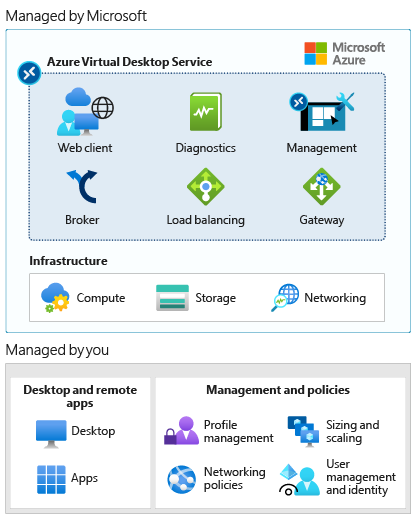 Managed by Microsoft
Microsoft
Azure
Azure Virtual Desktop Service
Web client
Diagnostics
Management
Broker
Load balancing
Gateway
Infrastructure
Compute
Storage
Networking
Managed by you
Desktop and remote
apps
Desktop
Apps
Management and policies
Profile
management
Sizing and
scaling
Networking
policies
User
management
and identity